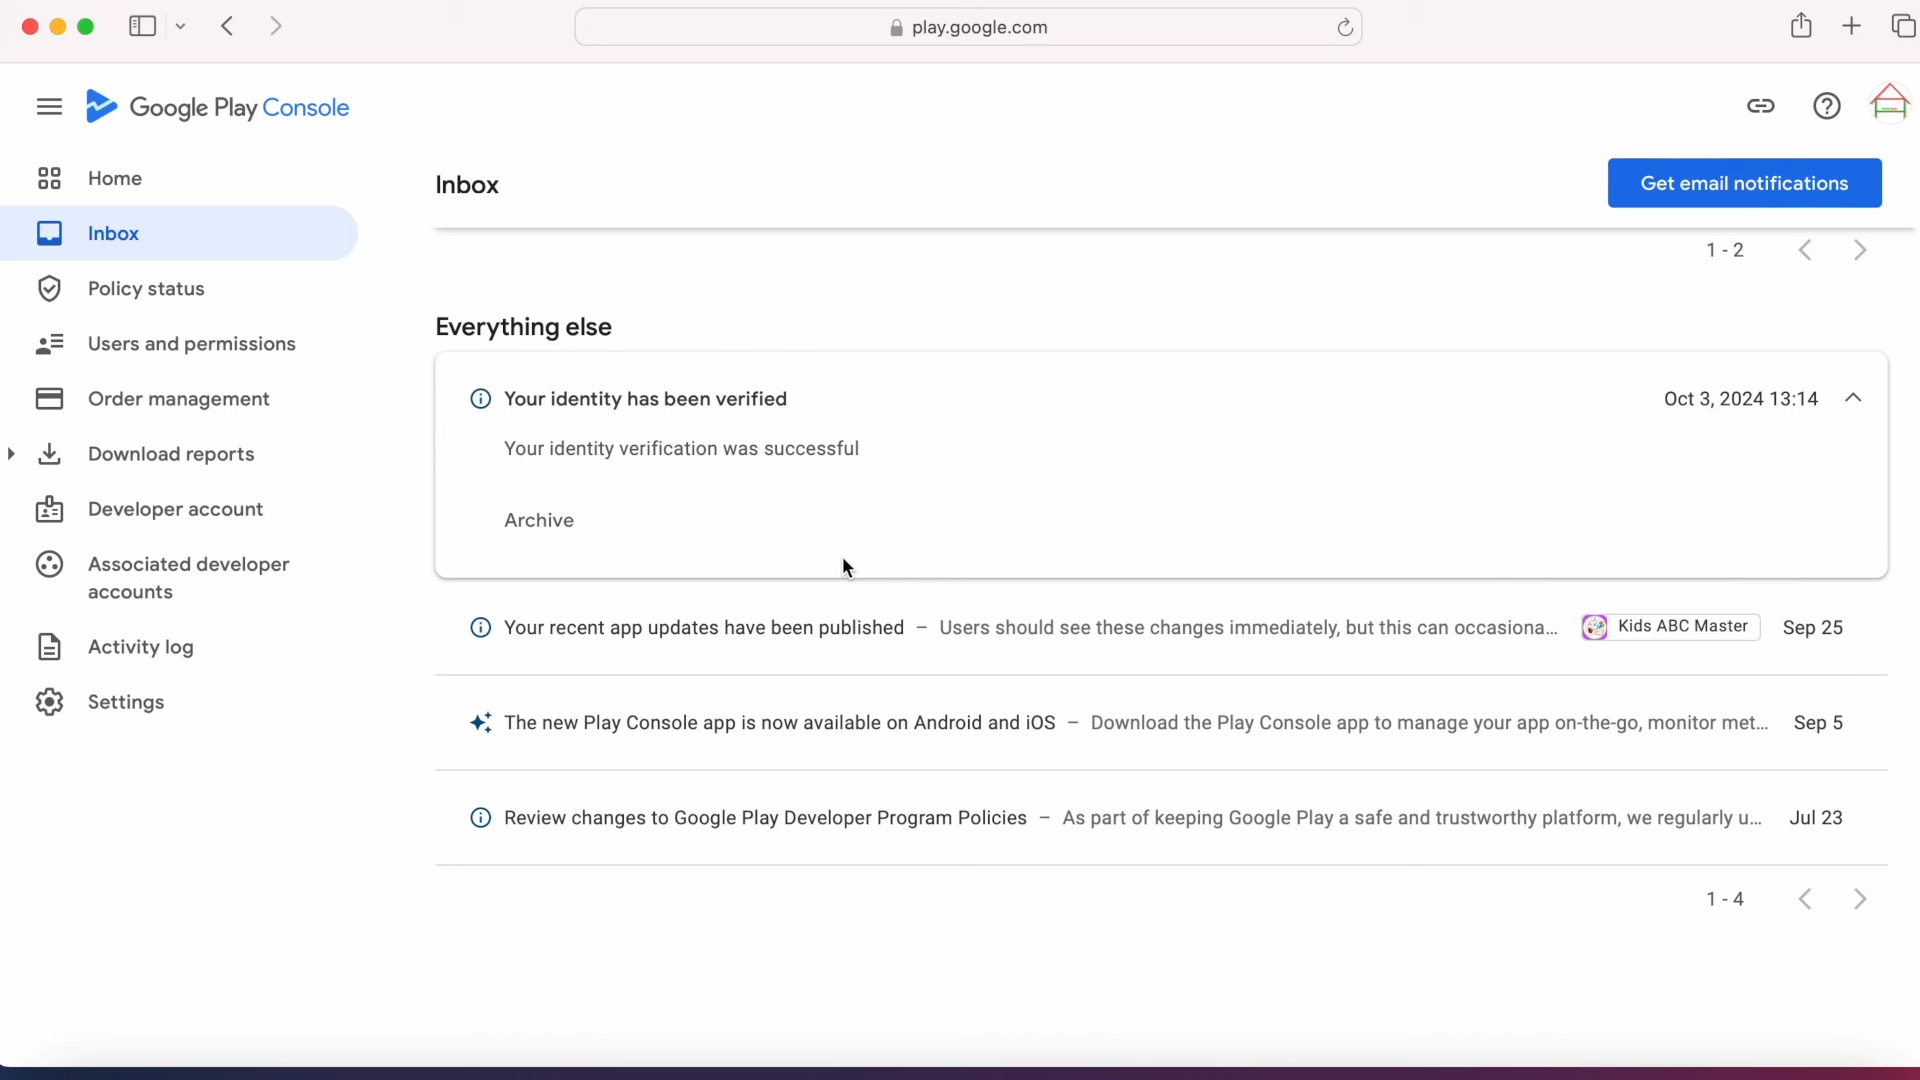 play.google.com
Google Play Console
Home
Inbox
Policy status
Users and permissions
Order management
Download reports
Developer account
Associated developer
accounts
Activity log
Settings
Inbox
Get email notifications
1 - 2
Everything else
Your identity has been verified
Oct 3, 2024 13:14
Your identity verification was successful
Archive
Your recent app updates have been published – Users should see these changes immediately, but this can occasiona... Kids ABC Master Sep 25
The new Play Console app is now available on Android and iOS – Download the Play Console app to manage your app on-the-go, monitor met... Sep 5
Review changes to Google Play Developer Program Policies – As part of keeping Google Play a safe and trustworthy platform, we regularly u... Jul 23
1 - 4